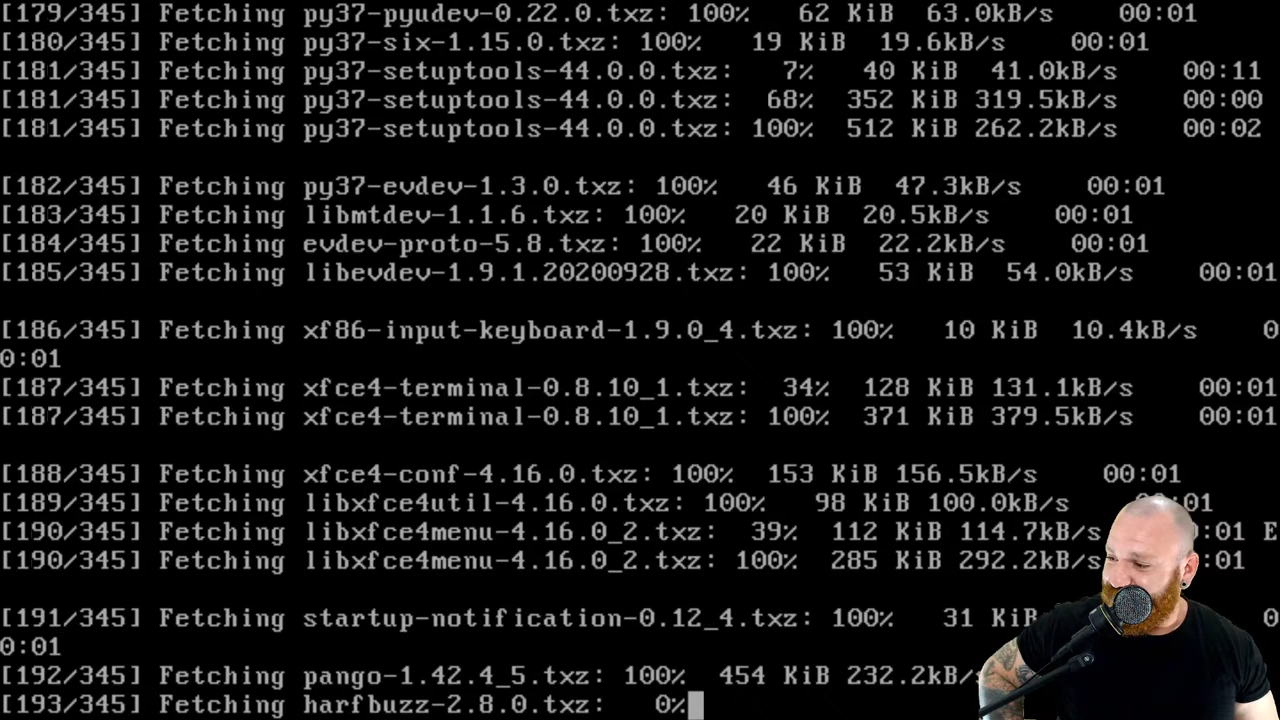 [179/345] Fetching py37-pyudev-0.22.0.txz: 100% 62 KiB 63.0kB/s 00:01
[180/345] Fetching py37-six-1.15.0.txz: 100% 19 KiB 19.6kB/s 00:01
[181/345] Fetching py37-setuptools-44.0.0.txz: 7% 40 KiB 41.0kB/s 00:11
[181/345] Fetching py37-setuptools-44.0.0.txz: 68% 352 KiB 319.5kB/s 00:00
[181/345] Fetching py37-setuptools-44.0.0.txz: 100% 512 KiB 262.2kB/s 00:02
[182/345] Fetching py37-evdev-1.3.0.txz: 100% 46 KiB 47.3kB/s 00:01
[183/345] Fetching libmtdev-1.1.6.txz: 100% 20 KiB 20.5kB/s 00:01
[184/345] Fetching evdev-proto-5.8.txz: 100% 22 KiB 22.2kB/s 00:01
[185/345] Fetching libevdev-1.9.1.20200928.txz: 100% 53 KiB 54.0kB/s 00:01
[186/345] Fetching xf86-input-keyboard-1.9.0_4.txz: 100% 10 KiB 10.4kB/s 0
0:01
[187/345] Fetching xfce4-terminal-0.8.10_1.txz: 34% 128 KiB 131.1kB/s 00:01
[187/345] Fetching xfce4-terminal-0.8.10_1.txz: 100% 371 KiB 379.5kB/s 00:01
[188/345] Fetching xfce4-conf-4.16.0.txz: 100% 153 KiB 156.5kB/s 00:01
[189/345] Fetching libxfce4util-4.16.0.txz: 100% 98 KiB 100.0kB/s 00:01
[190/345] Fetching libxfce4menu-4.16.0_2.txz: 39% 112 KiB 114.7kB/s :01 E
[190/345] Fetching libxfce4menu-4.16.0_2.txz: 100% 285 KiB 292.2kB/s :01
[191/345] Fetching startup-notification-0.12_4.txz: 100% 31 KiB 0
0:01
[192/345] Fetching pango-1.42.4_5.txz: 100% 454 KiB 232.2kB/s
[193/345] Fetching harfbuzz-2.8.0.txz: 0%